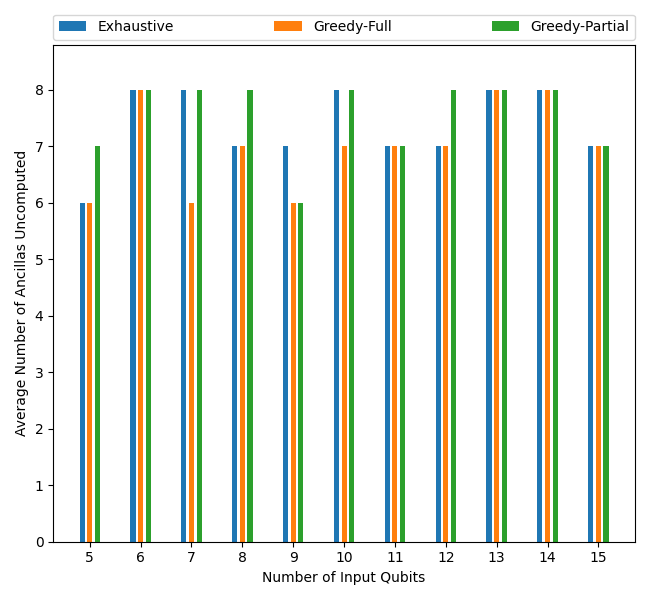 Exhaustive Greedy-Full Greedy-Partial
8
7
6
5
4
3
2
1
0
Average Number of Ancillas Uncomputed
5 6 7 8 9 10 11 12 13 14 15
Number of Input Qubits